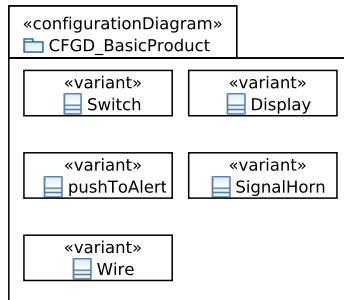 «configurationDiagram»
CFGD_BasicProduct
«variant»
Switch
«variant»
Display
«variant»
pushToAlert
«variant»
SignalHorn
«variant»
Wire